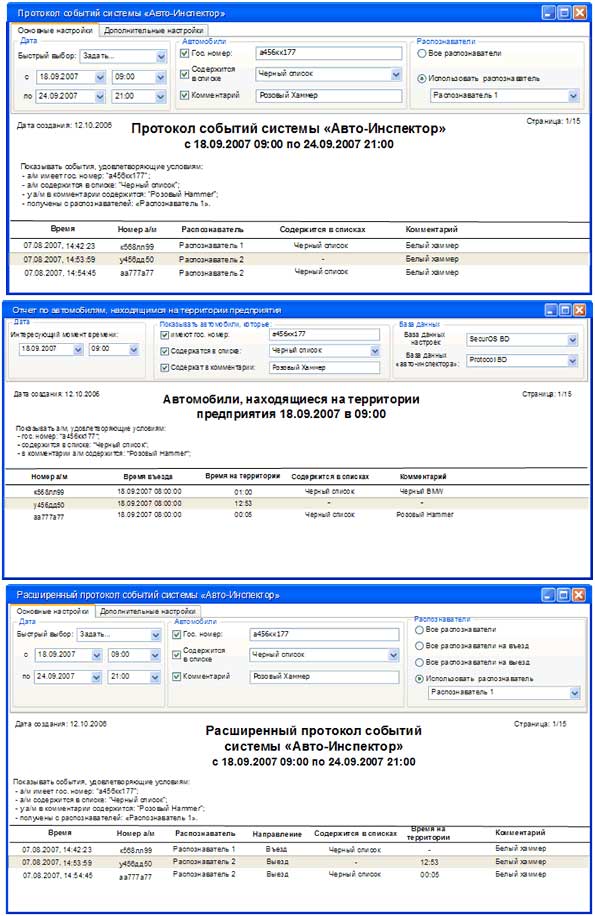 Протокол событий системы «Авто-Инспектор»
Основные настройки Дополнительные настройки
Дата Автомобили Распознаватели
Быстрый выбор: Задать... Гос. номер: а456кк177 Все распознаватели
с 18.09.2007 09:00 Содержится в списке Черный список Использовать распознаватель
по 24.09.2007 21:00 Комментарий Розовый Хаммер Распознаватель 1
Дата создания: 12.10.2006 Страница: 1/15
Протокол событий системы «Авто-Инспектор»
с 18.09.2007 09:00 по 24.09.2007 21:00
Показывать события, удовлетворяющие условиям:
- а/м имеет гос. номер: "а456кк177";
- а/м содержится в списке: "Черный список";
- у а/м в комментарии содержится: "Розовый Hammer";
- получены с распознавателей: «Распознаватель 1».
Время Номер а/м Распознаватель Содержится в списках Комментарий
07.08.2007, 14:42:23 к568лл99 Распознаватель 1 Черный список Белый хаммер
07.08.2007, 14:53:59 у456дд50 Распознаватель 2 - Белый хаммер
07.08.2007, 14:54:45 аа777а77 Распознаватель 2 Черный список Белый хаммер
Отчет по автомобилям, находящимся на территории предприятия
Дата Показывать автомобили, которые: База данных
Интересующий момент времени: имеют гос. номер: а456кк177 База данных настроек SecurOS BD
18.09.2007 09:00 Содержатся в списке: Черный список База данных «авто-инспектора»: Protocol BD
Содержат в комментарии: Розовый Хаммер
Дата создания: 12.10.2006 Страница: 1/15
Автомобили, находящиеся на территории
предприятия 18.09.2007 в 09:00
Показывать а/м, удовлетворяющие условиям:
- гос. номер: "а456кк177";
- содержится в списке: "Черный список";
- в комментарии а/м содержится: "Розовый Hammer";
Номер а/м Время въезда Время на территории Содержится в списках Комментарий
к568лл99 18.09.2007 08:00:00 01:00 Черный список Черный BMW
у456дд50 18.09.2007 08:00:00 12:53 - -
аа777а77 18.09.2007 08:00:00 00:05 Черный список Розовый Hammer
Расширенный протокол событий системы «Авто-Инспектор»
Основные настройки Дополнительные настройки
Дата Автомобили Распознаватели
Быстрый выбор: Задать... Гос. номер: а456кк177 Все распознаватели
с 18.09.2007 09:00 Содержится в списке Черный список Все распознаватели на въезд
Все распознаватели на выезд
по 24.09.2007 21:00 Комментарий Розовый Хаммер Использовать распознаватель
Распознаватель 1
Дата создания: 12.10.2006 Страница: 1/15
Расширенный протокол событий
системы «Авто-Инспектор»
с 18.09.2007 09:00 по 24.09.2007 21:00
Показывать события, удовлетворяющие условиям:
- а/м имеет гос. номер: "а456кк177";
- а/м содержится в списке: "Черный список";
- у а/м в комментарии содержится: "Розовый Hammer";
- получены с распознавателей: «Распознаватель 1».
Время Номер а/м Распознаватель Направление Содержится в списках Время на территории Комментарий
07.08.2007, 14:42:23 к568лл99 Распознаватель 1 Въезд Черный список - Белый хаммер
07.08.2007, 14:53:59 у456дд50 Распознаватель 2 Выезд - 12:53 Белый хаммер
07.08.2007, 14:54:45 аа777а77 Распознаватель 2 Выезд Черный список 00:05 Белый хаммер